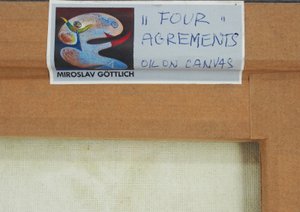 " FOUR "
AGREMENTS
OIL ON CANVAS
MIROSLAV GÖTTLICH